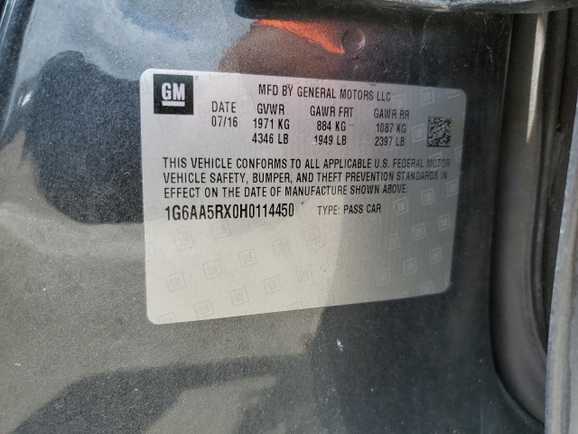 GM
MFD BY GENERAL MOTORS LLC
DATE GVWR GAWR FRT GAWR RR
07/16 1971 KG 884 KG 1087 KG
4346 LB 1949 LB 2397 LB
THIS VEHICLE CONFORMS TO ALL APPLICABLE U.S. FEDERAL MOTOR
VEHICLE SAFETY, BUMPER, AND THEFT PREVENTION STANDARDS IN
EFFECT ON THE DATE OF MANUFACTURE SHOWN ABOVE.
1G6AA5RX0H0114450 TYPE: PASS CAR